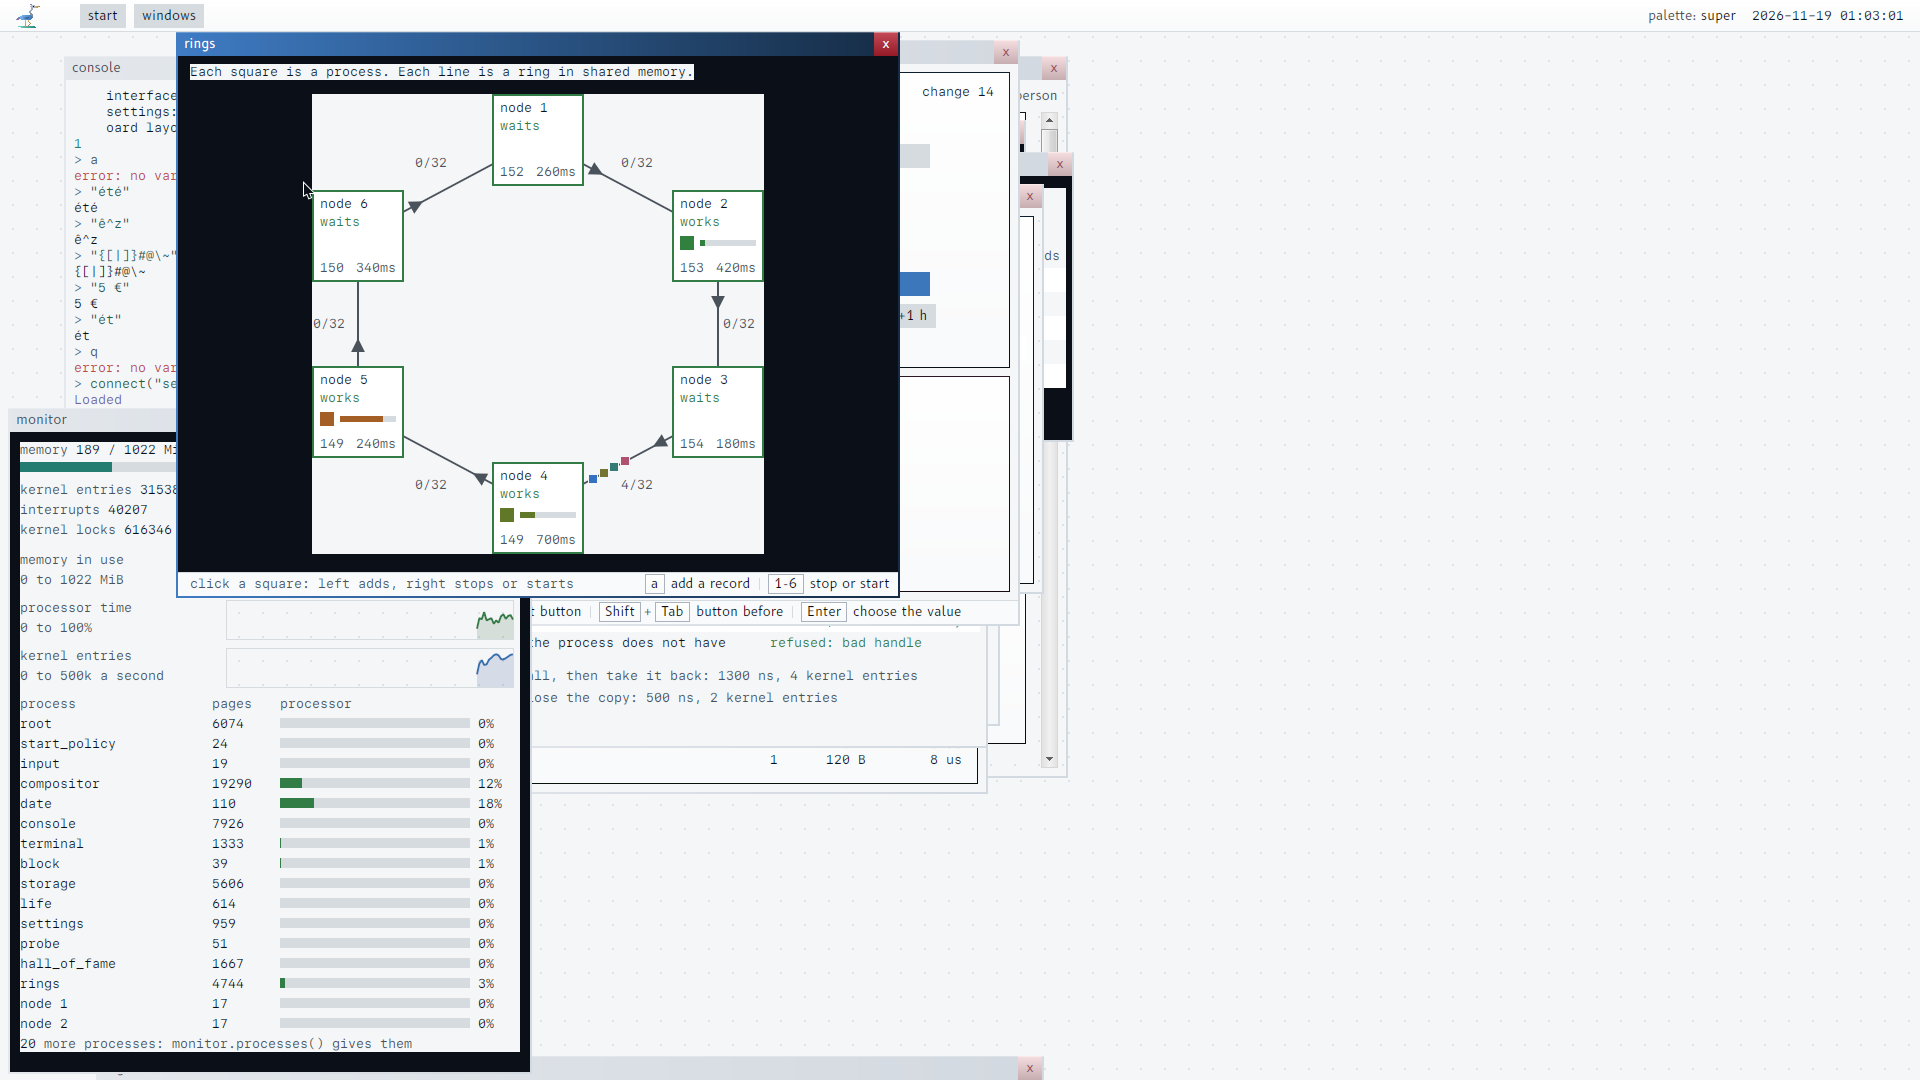 start windows palette: super 2026-11-19 01:03:01
rings x
Each square is a process. Each line is a ring in shared memory.
node 1
waits
152 260ms
0/32
0/32
node 6
waits
150 340ms
node 2
works
153 420ms
0/32
0/32
node 5
works
149 240ms
node 3
waits
154 180ms
node 4
works
149 700ms
0/32
4/32
click a square: left adds, right stops or starts a add a record 1-6 stop or start
console
interface
settings:
oard layo
1
> a
error: no var
> "été"
été
> "ê^z"
ê^z
> "{[|]}#@\~"
{[|]}#@\~
> "5 €"
5 €
> "ét"
ét
> q
error: no var
> connect("se
Loaded
monitor
memory 189 / 1022 Mi
kernel entries 31538
interrupts 40207
kernel locks 616346
memory in use
0 to 1022 MiB
processor time
0 to 100%
kernel entries
0 to 500k a second
process pages processor
root 6074 0%
start_policy 24 0%
input 19 0%
compositor 19290 12%
date 110 18%
console 7926 0%
terminal 1333 1%
block 39 1%
storage 5606 0%
life 614 0%
settings 959 0%
probe 51 0%
hall_of_fame 1667 0%
rings 4744 3%
node 1 17 0%
node 2 17 0%
20 more processes: monitor.processes() gives them
x
change 14
+1 h
t button Shift + Tab button before Enter choose the value
x
erson
x
ds
x
the process does not have refused: bad handle
all, then take it back: 1300 ns, 4 kernel entries
lose the copy: 500 ns, 2 kernel entries
1 120 B 8 us
x